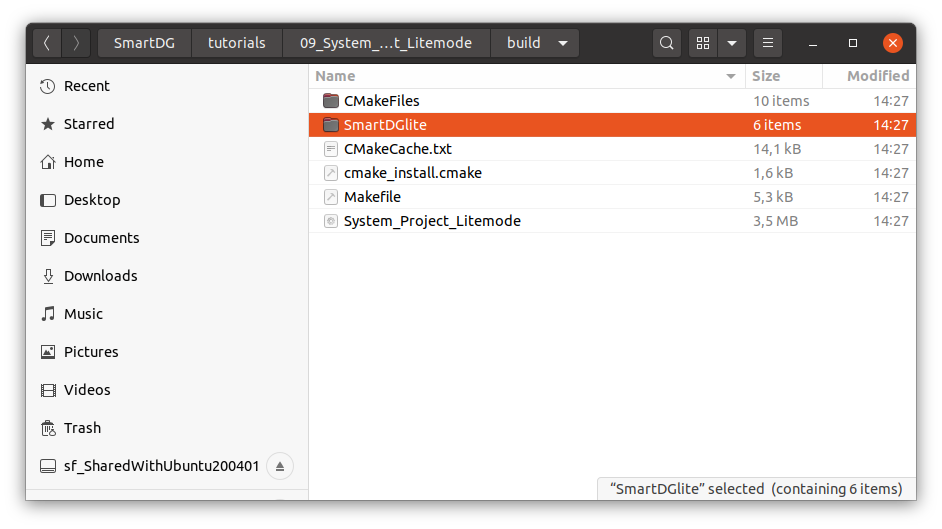 SmartDG tutorials 09_System_...t_Litemode build
Name Size Modified
Recent
Starred
Home
Desktop
Documents
Downloads
Music
Pictures
Videos
Trash
sf_SharedWithUbuntu200401
CMakeFiles 10 items 14:27
SmartDGlite 6 items 14:27
CMakeCache.txt 14,1 kB 14:27
cmake_install.cmake 1,6 kB 14:27
Makefile 5,3 kB 14:27
System_Project_Litemode 3,5 MB 14:27
“SmartDGlite” selected (containing 6 items)